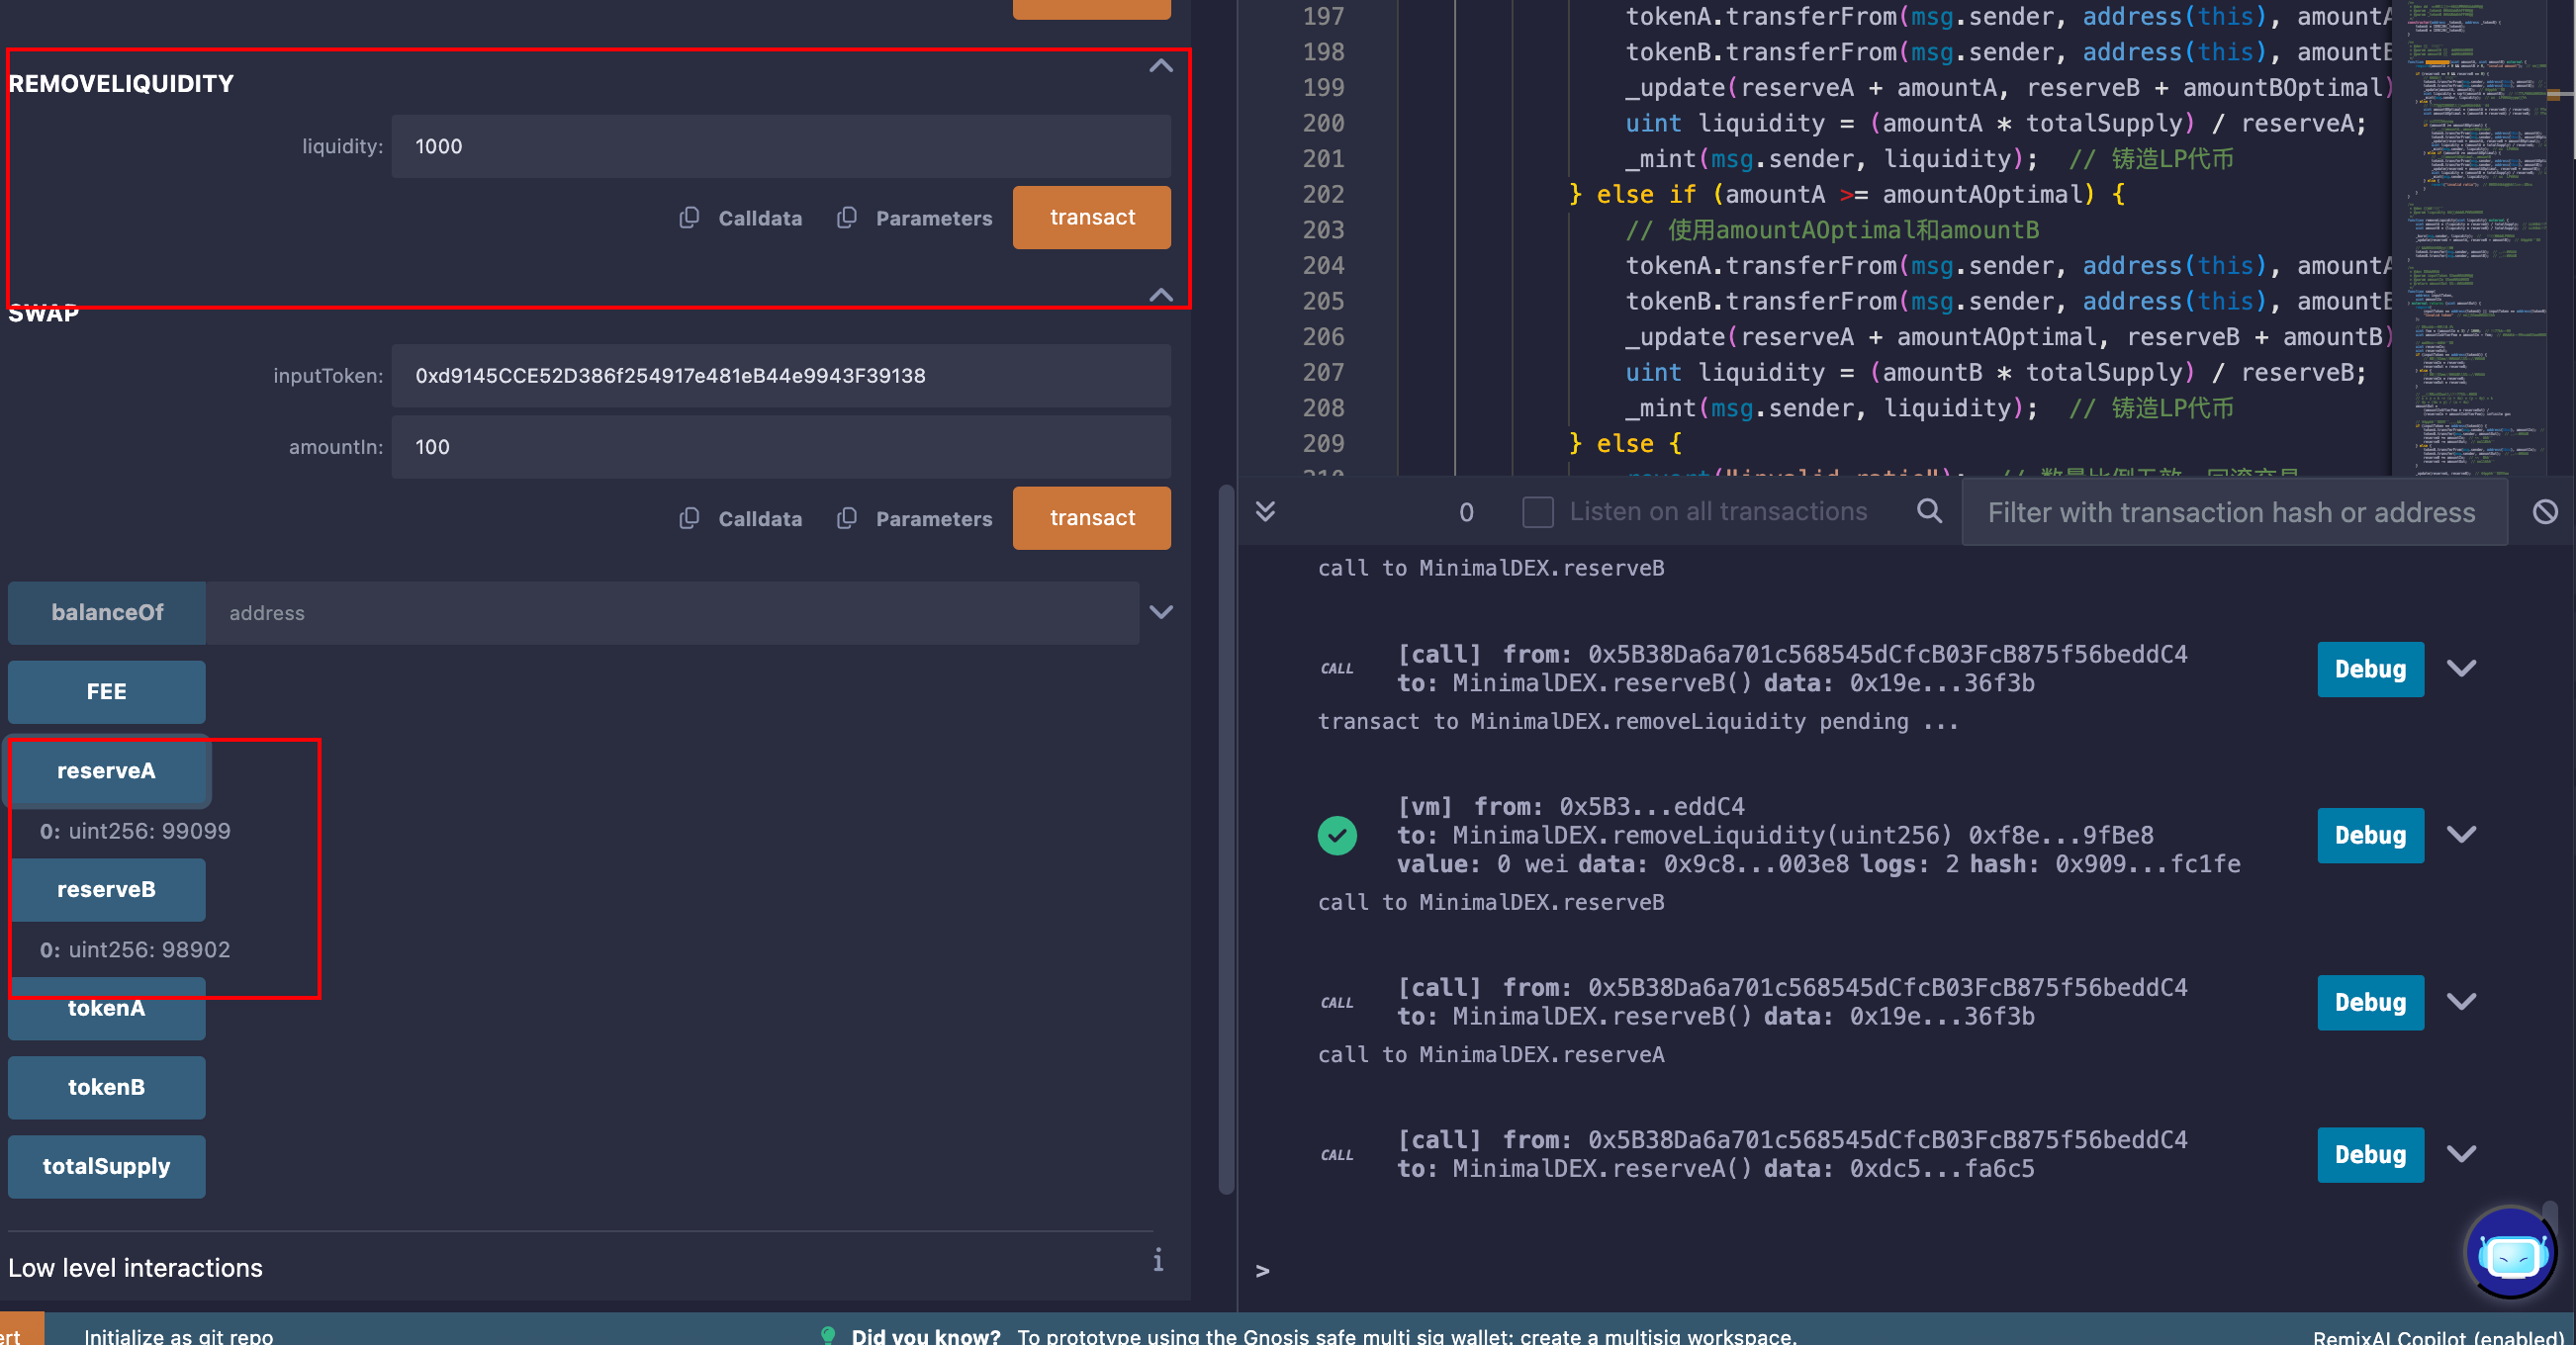 REMOVELIQUIDITY
liquidity: 1000
Calldata Parameters transact
SWAP
inputToken: 0xd9145CCE52D386f254917e481eB44e9943F39138
amountIn: 100
Calldata Parameters transact
balanceOf address
FEE
reserveA
0: uint256: 99099
reserveB
0: uint256: 98902
tokenA
tokenB
totalSupply
Low level interactions i
197 tokenA.transferFrom(msg.sender, address(this), amountA
198 tokenB.transferFrom(msg.sender, address(this), amountB
199 _update(reserveA + amountA, reserveB + amountBOptimal)
200 uint liquidity = (amountA * totalSupply) / reserveA;
201 _mint(msg.sender, liquidity); // 铸造LP代币
202 } else if (amountA >= amountAOptimal) {
203 // 使用amountAOptimal和amountB
204 tokenA.transferFrom(msg.sender, address(this), amountA
205 tokenB.transferFrom(msg.sender, address(this), amountB
206 _update(reserveA + amountAOptimal, reserveB + amountB)
207 uint liquidity = (amountB * totalSupply) / reserveB;
208 _mint(msg.sender, liquidity); // 铸造LP代币
209 } else {
0 Listen on all transactions Filter with transaction hash or address
call to MinimalDEX.reserveB
CALL [call] from: 0x5B38Da6a701c568545dCfcB03FcB875f56beddC4
to: MinimalDEX.reserveB() data: 0x19e...36f3b
Debug
transact to MinimalDEX.removeLiquidity pending ...
[vm] from: 0x5B3...eddC4
to: MinimalDEX.removeLiquidity(uint256) 0xf8e...9fBe8
value: 0 wei data: 0x9c8...003e8 logs: 2 hash: 0x909...fc1fe
Debug
call to MinimalDEX.reserveB
CALL [call] from: 0x5B38Da6a701c568545dCfcB03FcB875f56beddC4
to: MinimalDEX.reserveB() data: 0x19e...36f3b
Debug
call to MinimalDEX.reserveA
CALL [call] from: 0x5B38Da6a701c568545dCfcB03FcB875f56beddC4
to: MinimalDEX.reserveA() data: 0xdc5...fa6c5
Debug
>
ert Initialize as git repo Did you know? To prototype using the Gnosis safe multi sig wallet: create a multisig workspace. RemixAI Copilot (enabled)